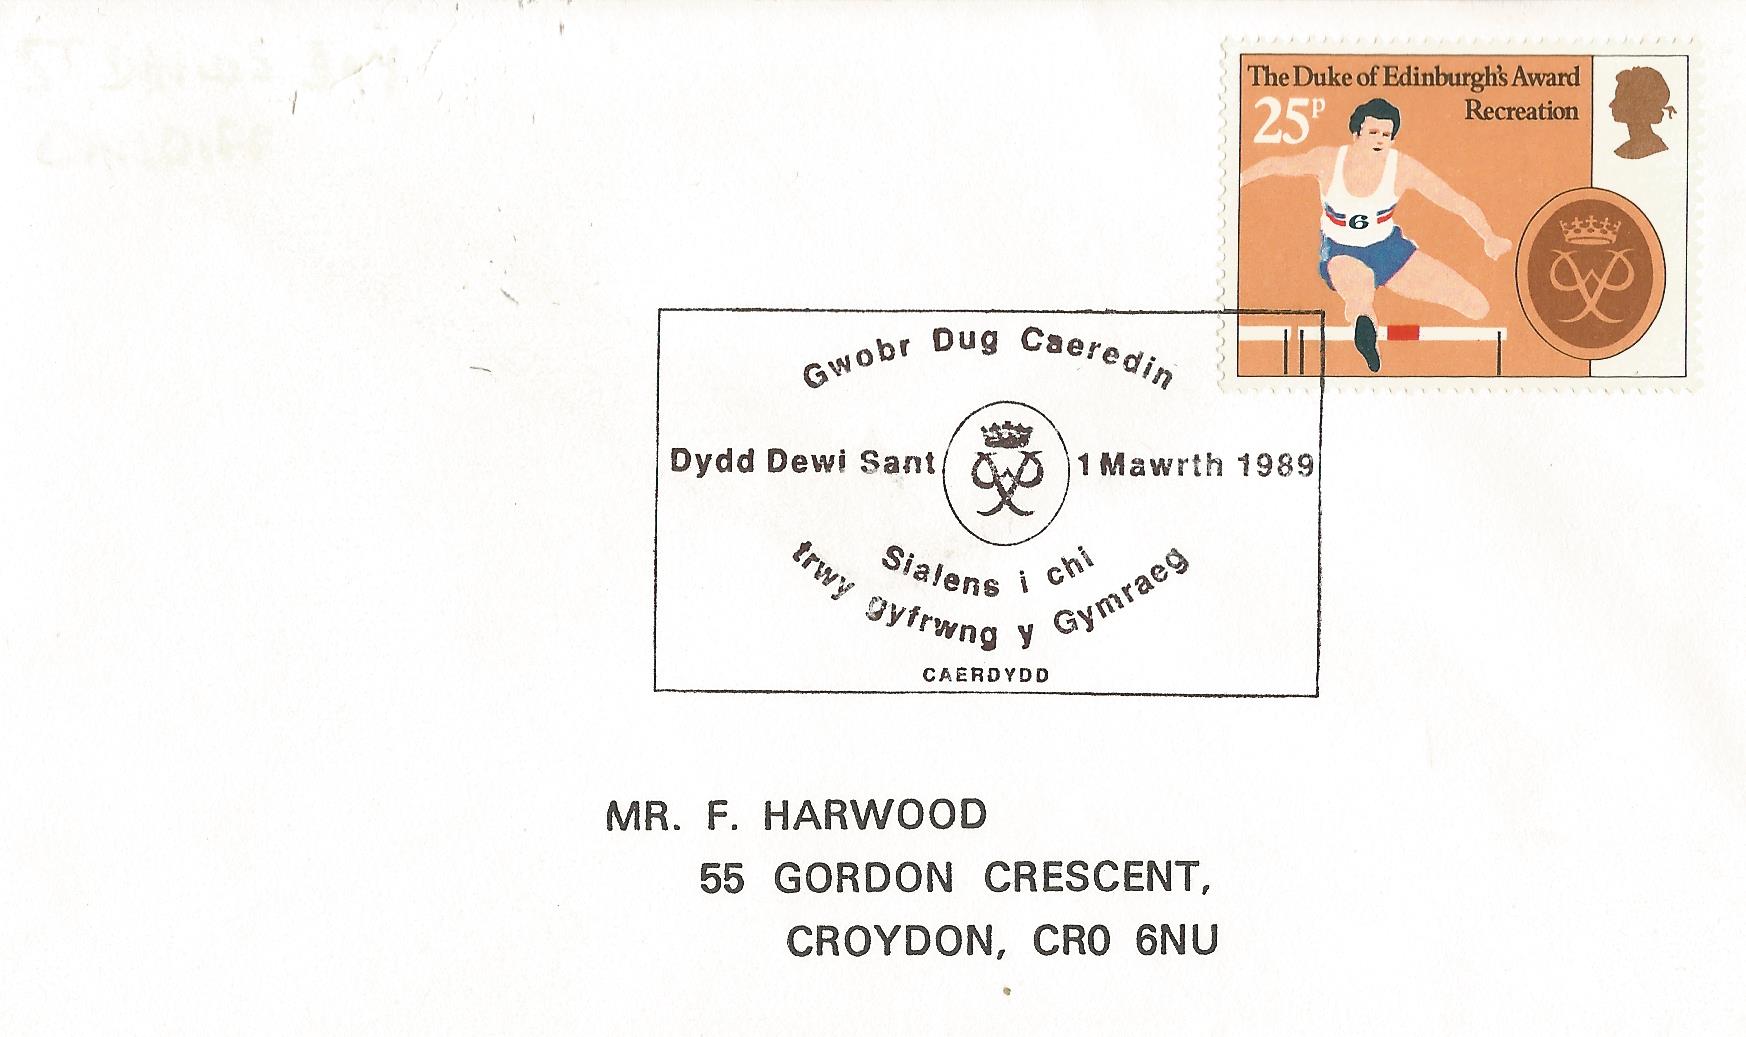 The Duke of Edinburgh's Award
Recreation
25p
6
Gwobr Dug Caeredin
Dydd Dewi Sant 1 Mawrth 1989
Sialens i chi
trwy gyfrwng y Gymraeg
CAERDYDD
MR. F. HARWOOD
55 GORDON CRESCENT,
CROYDON, CR0 6NU